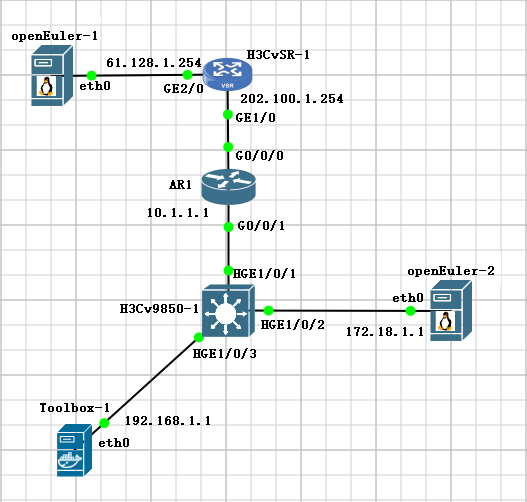 openEuler-1
H3CvSR-1
61.128.1.254
eth0
GE2/0
VSR
202.100.1.254
GE1/0
G0/0/0
AR1
10.1.1.1
G0/0/1
HGE1/0/1
openEuler-2
H3Cv9850-1
eth0
HGE1/0/2
172.18.1.1
HGE1/0/3
Toolbox-1
192.168.1.1
eth0